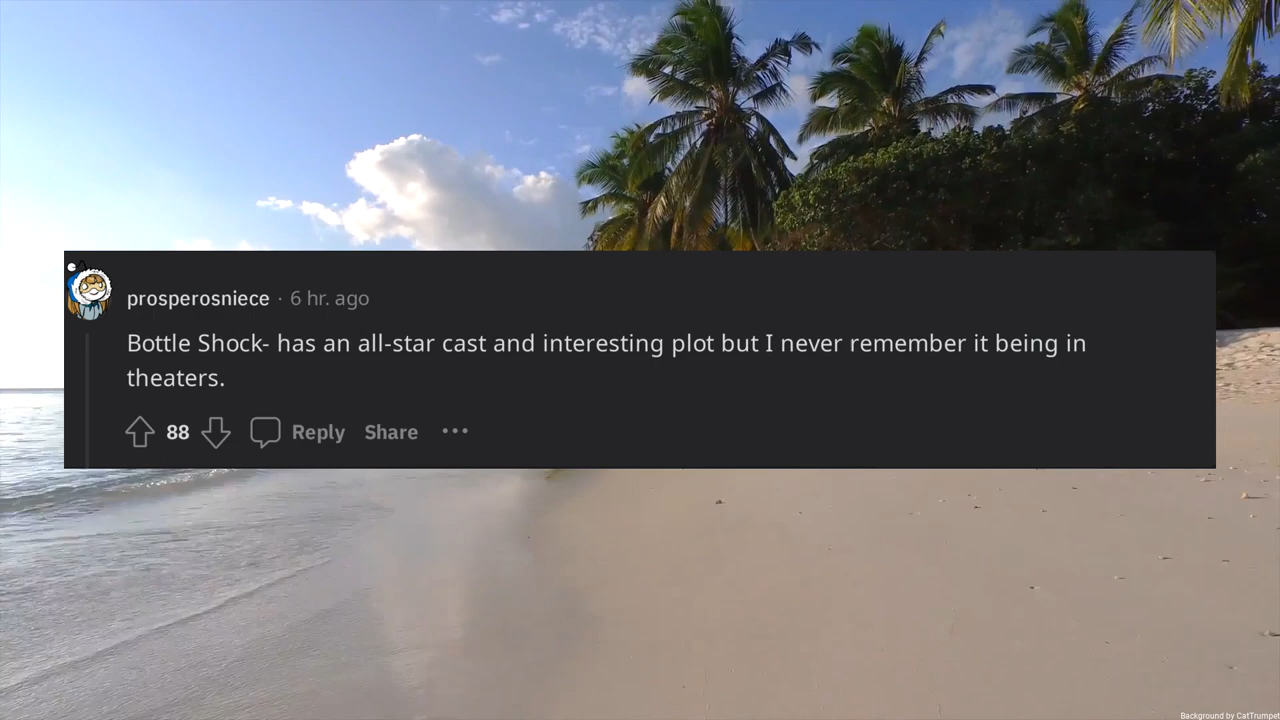 prosperosniece · 6 hr. ago
Bottle Shock- has an all-star cast and interesting plot but I never remember it being in
theaters.
88 Reply Share ···
Background by CatTrumpet